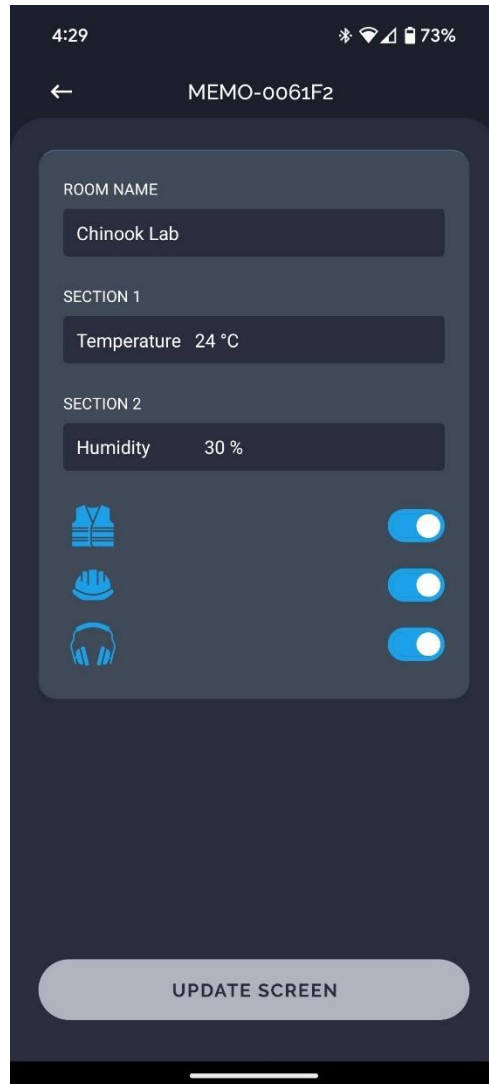 4:29 73%
MEMO-0061F2
ROOM NAME
Chinook Lab
SECTION 1
Temperature 24 °C
SECTION 2
Humidity 30 %
UPDATE SCREEN